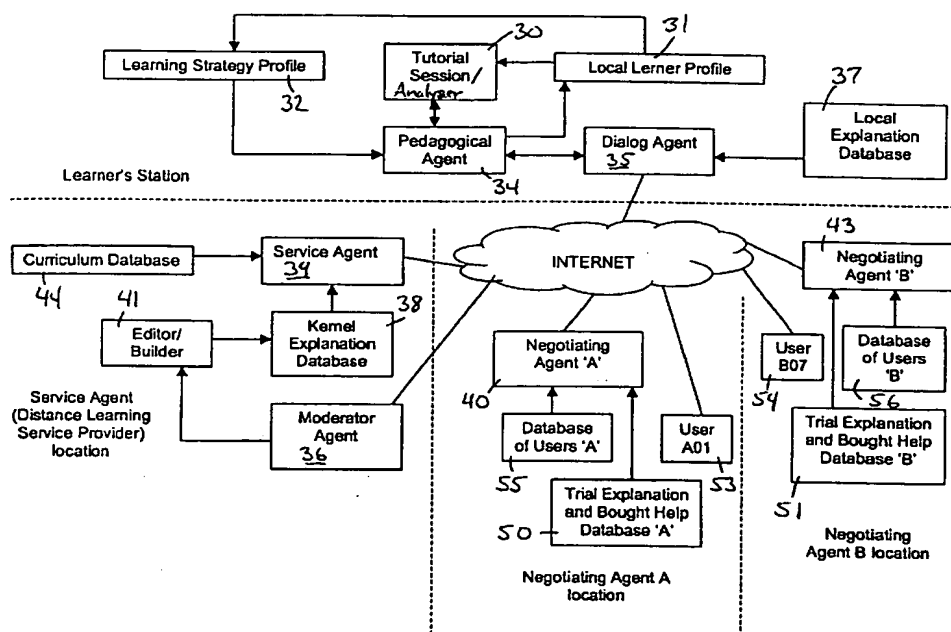 30
31
Learning Strategy Profile
32
Tutorial
Session/
Analyzer
Local Lerner Profile
37
Local
Explanation
Database
Pedagogical
Agent
34
Dialog Agent
35
Learner's Station
Curriculum Database
44
Service Agent
39
INTERNET
43
Negotiating
Agent 'B'
41
Editor/
Builder
Kernel
Explanation
Database
38
Negotiating
Agent 'A'
40
User
B07
54
Database
of Users
'B'
56
Service Agent
(Distance Learning
Service Provider)
location
Moderator
Agent
36
Database
of Users 'A'
55
User
A01
53
Trial Explanation
and Bought Help
Database 'B'
51
Trial Explanation
and Bought Help
Database 'A'
50
Negotiating Agent A
location
Negotiating
Agent B location